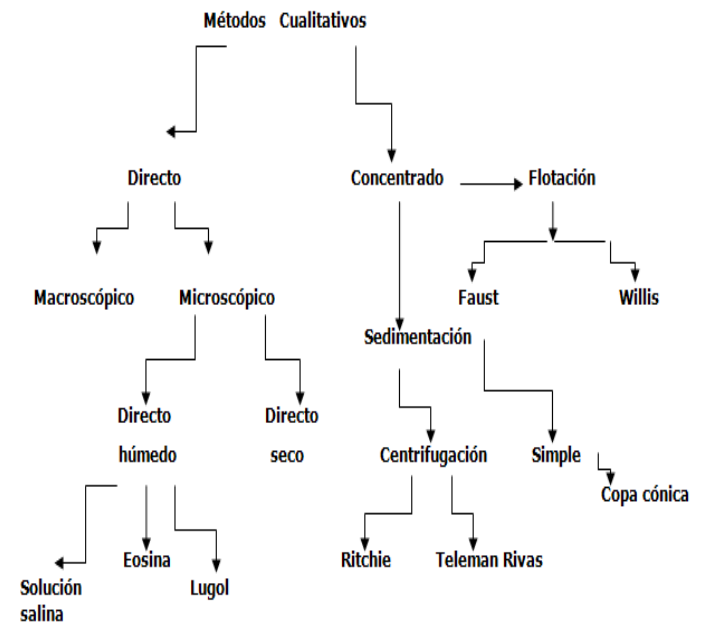 Métodos Cualitativos
Directo
Concentrado
Flotación
Macroscópico
Microscópico
Faust
Willis
Sedimentación
Directo
húmedo
Directo
seco
Centrifugación
Simple
Copa cónica
Solución
salina
Eosina
Lugol
Ritchie
Teleman Rivas